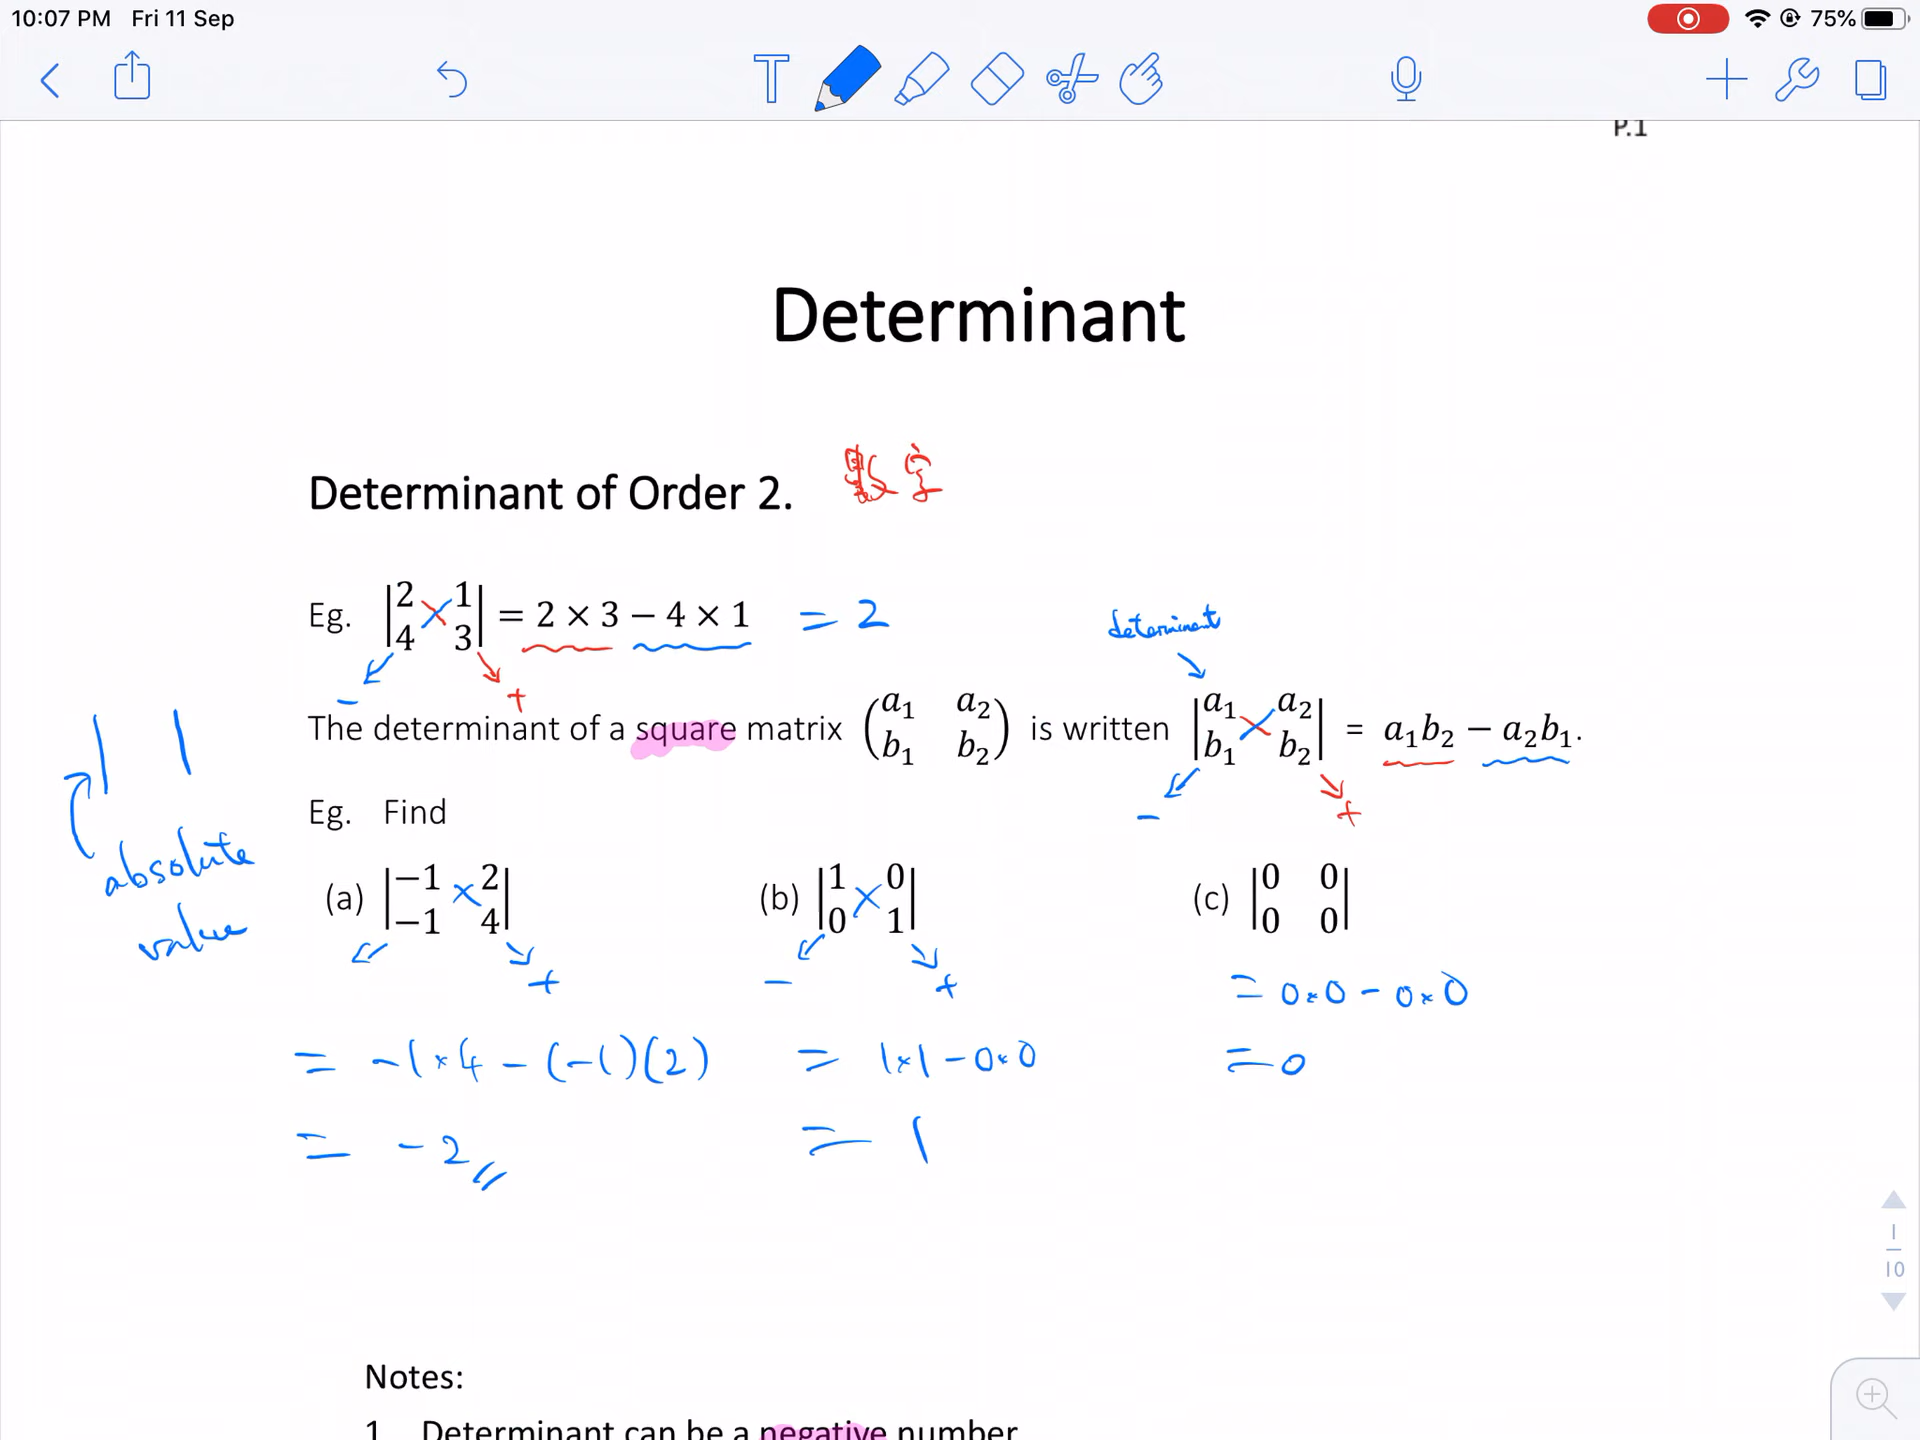 10:07 PM Fri 11 Sep 75%
T
P.1
Determinant
Determinant of Order 2. 數字
Eg. |2 1; 4 3| = 2 × 3 − 4 × 1 = 2
− +
determinant
The determinant of a square matrix (a₁ a₂; b₁ b₂) is written |a₁ a₂; b₁ b₂| = a₁b₂ − a₂b₁.
− +
| |
absolute
value
Eg. Find
(a) |−1 2; −1 4| (b) |1 0; 0 1| (c) |0 0; 0 0|
+ − +
= −1×4 − (−1)(2) = 1×1 − 0×0 = 0×0 − 0×0
= −2 = 1 = 0
1
10
Notes:
1 Determinant can be a negative number